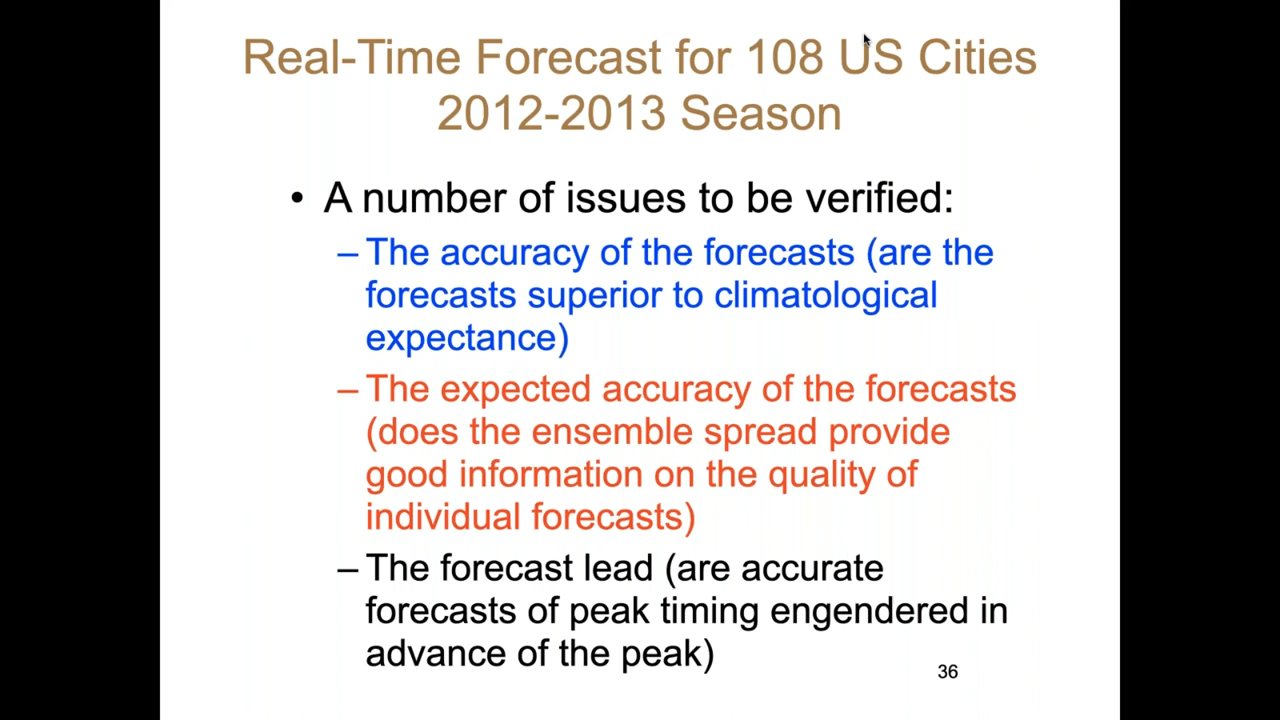 Real-Time Forecast for 108 US Cities
2012-2013 Season
• A number of issues to be verified:
– The accuracy of the forecasts (are the
forecasts superior to climatological
expectance)
– The expected accuracy of the forecasts
(does the ensemble spread provide
good information on the quality of
individual forecasts)
– The forecast lead (are accurate
forecasts of peak timing engendered in
advance of the peak)
36